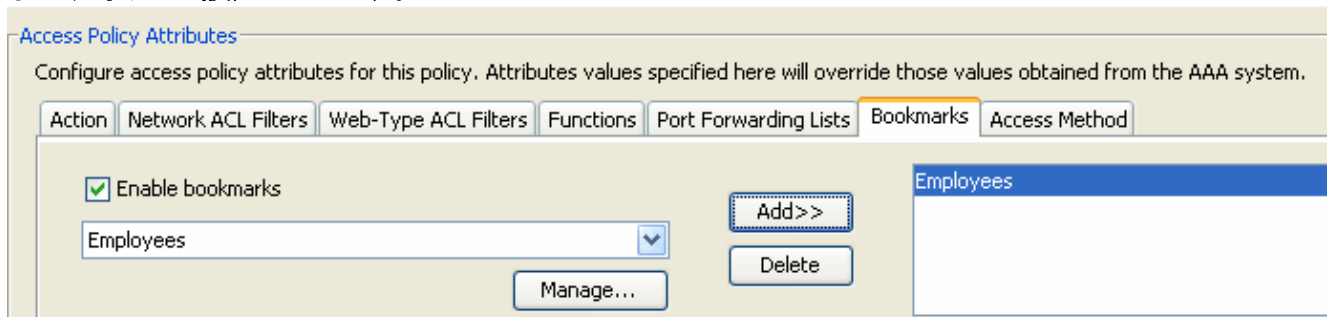 Access Policy Attributes
Configure access policy attributes for this policy. Attributes values specified here will override those values obtained from the AAA system.
Action Network ACL Filters Web-Type ACL Filters Functions Port Forwarding Lists Bookmarks Access Method
Enable bookmarks
Employees
Add>>
Employees
Delete
Manage...